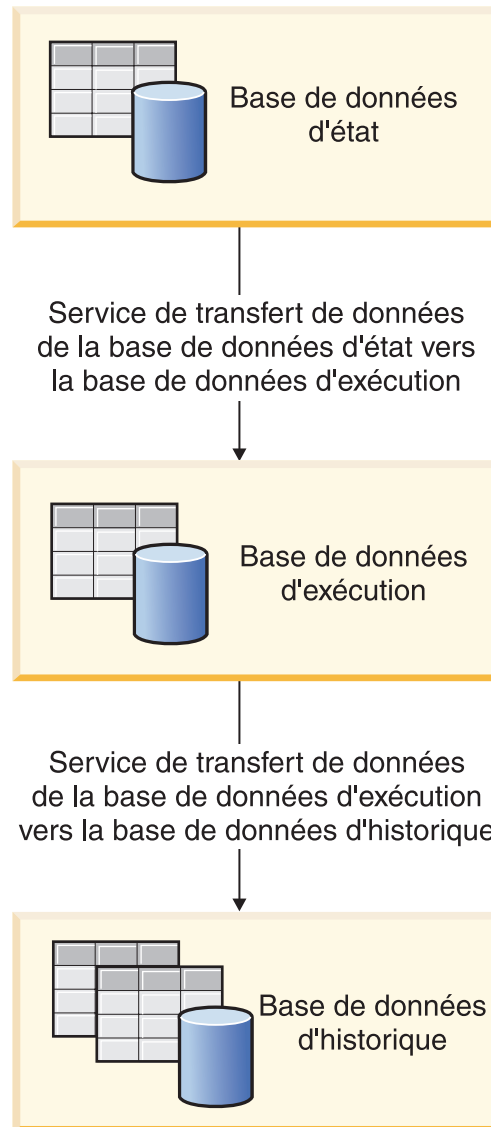 Base de données
d'état
Service de transfert de données
de la base de données d'état vers
la base de données d'exécution
Base de données
d'exécution
Service de transfert de données
de la base de données d'exécution
vers la base de données d'historique
Base de données
d'historique